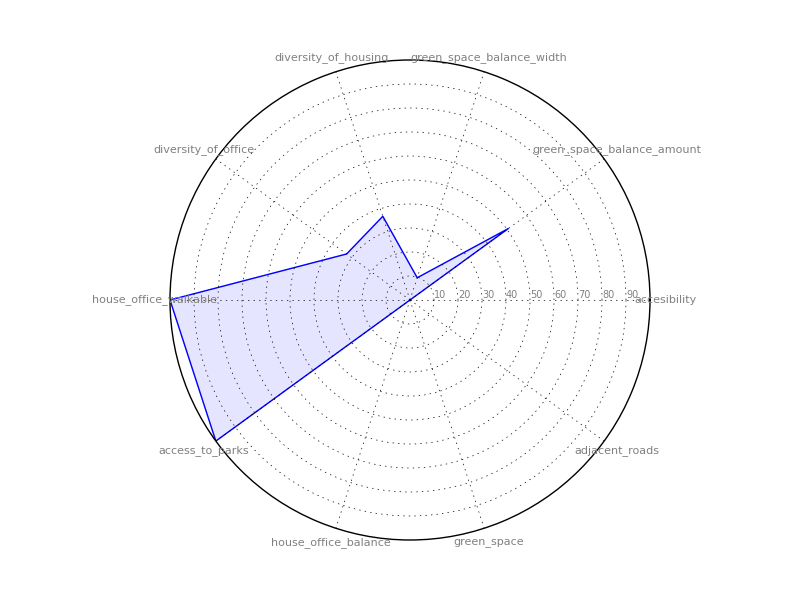 diversity_of_housing
green_space_balance_width
diversity_of_office
green_space_balance_amount
10 20 30 40 50 60 70 80 90
house_office_walkable
accesibility
access_to_parks
adjacent_roads
house_office_balance
green_space